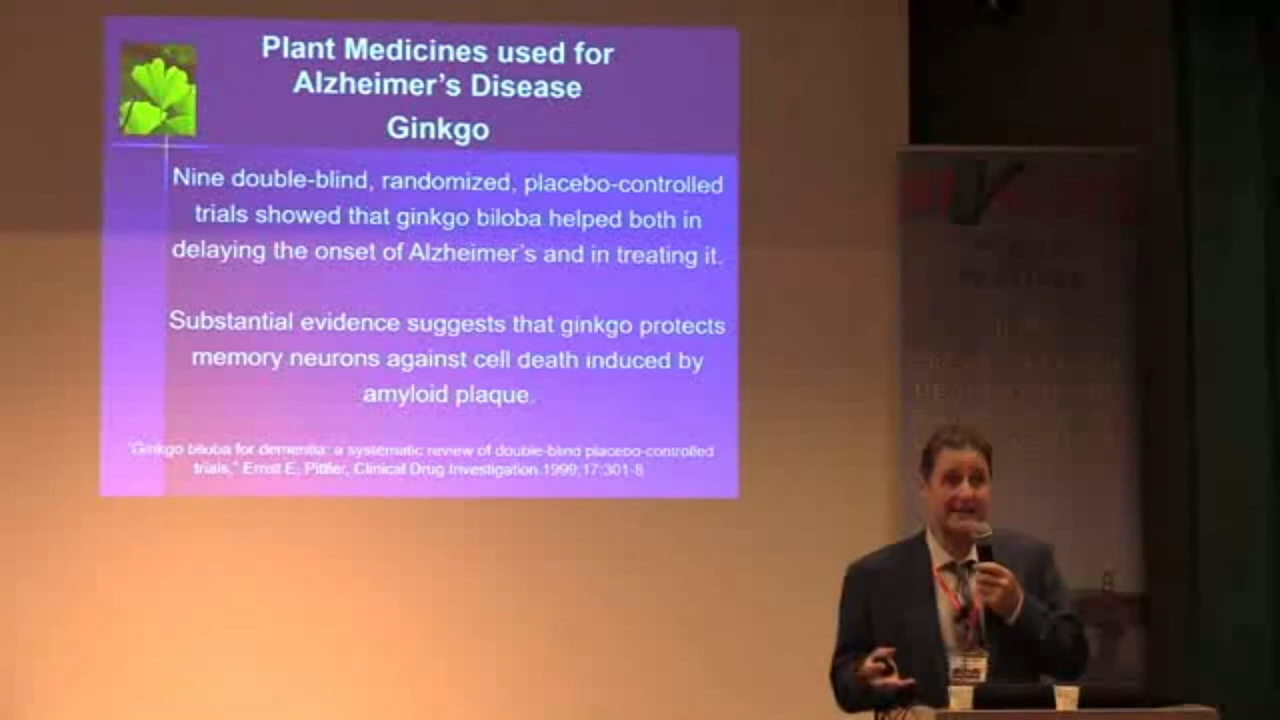 Plant Medicines used for
Alzheimer's Disease
Ginkgo
Nine double-blind, randomized, placebo-controlled
trials showed that ginkgo biloba helped both in
delaying the onset of Alzheimer's and in treating it.
Substantial evidence suggests that ginkgo protects
memory neurons against cell death induced by
amyloid plaque.
"Ginkgo biloba for dementia: a systematic review of double-blind placebo-controlled
trials." Ernst E, Pittler, Clinical Drug Investigation 1999;17:301-8